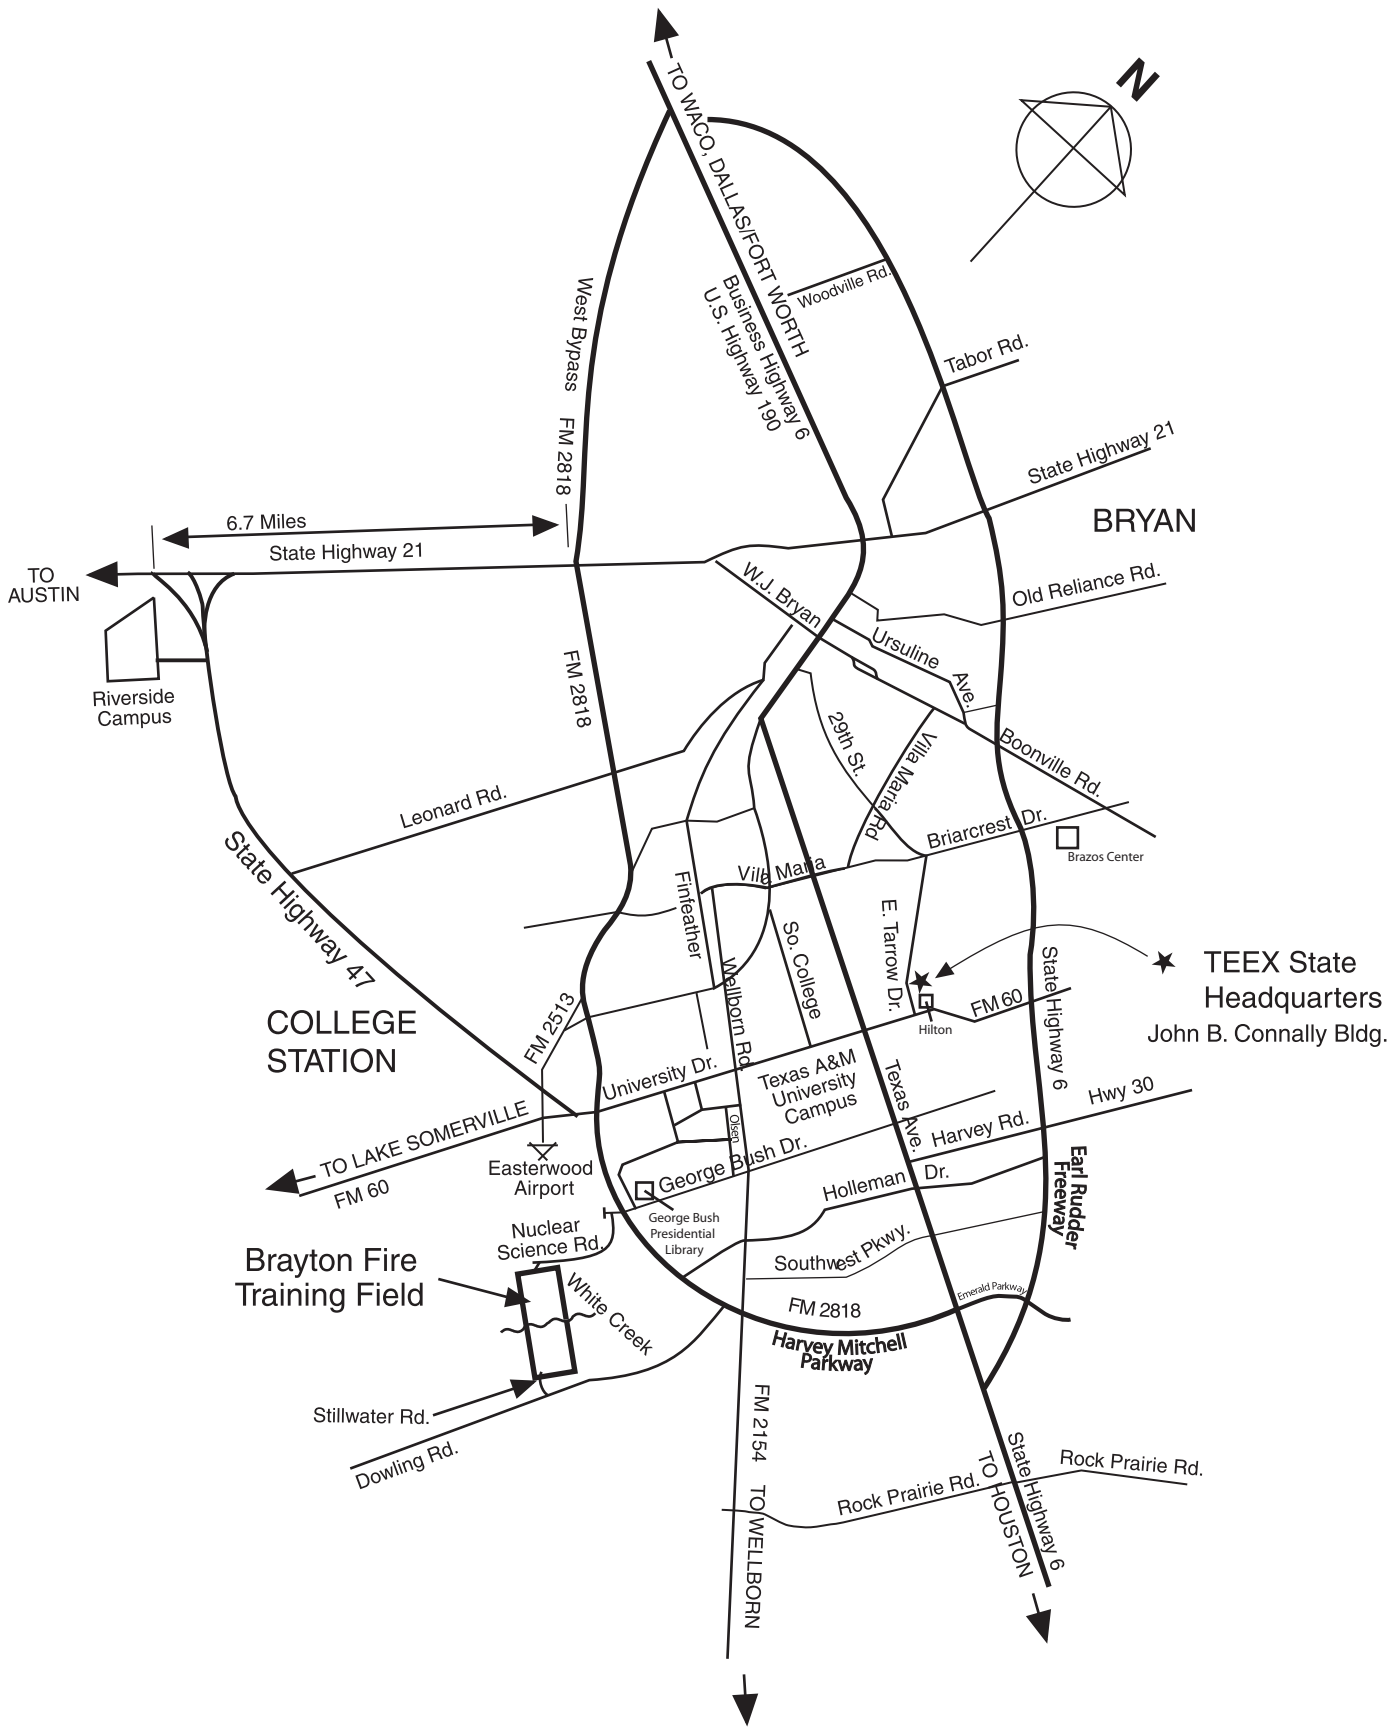 N
TO WACO, DALLAS/FORT WORTH
Business Highway 6
U.S. Highway 190
Woodville Rd.
West Bypass
FM 2818
Tabor Rd.
State Highway 21
BRYAN
6.7 Miles
State Highway 21
TO
AUSTIN
W.J. Bryan
Old Reliance Rd.
Ursuline
Ave.
Riverside
Campus
FM 2818
29th St.
Villa Maria Rd
Boonville Rd.
Leonard Rd.
Briarcrest Dr.
Brazos Center
State Highway 47
Villa Maria
Finfeather
Wellborn Rd.
So. College
E. Tarrow Dr.
State Highway 6
TEEX State
Headquarters
John B. Connally Bldg.
FM 60
Hilton
COLLEGE
STATION
FM 2513
University Dr.
Texas A&M
University
Campus
Texas Ave.
Hwy 30
Harvey Rd.
TO LAKE SOMERVILLE
FM 60
Olsen
George Bush Dr.
Easterwood
Airport
Holleman Dr.
Earl Rudder
Freeway
George Bush
Presidential
Library
Nuclear
Science Rd.
Brayton Fire
Training Field
White Creek
Southwest Pkwy.
Emerald Parkway
FM 2818
Harvey Mitchell
Parkway
Stillwater Rd.
Dowling Rd.
FM 2154
TO WELLBORN
Rock Prairie Rd.
Rock Prairie Rd.
State Highway 6
TO HOUSTON